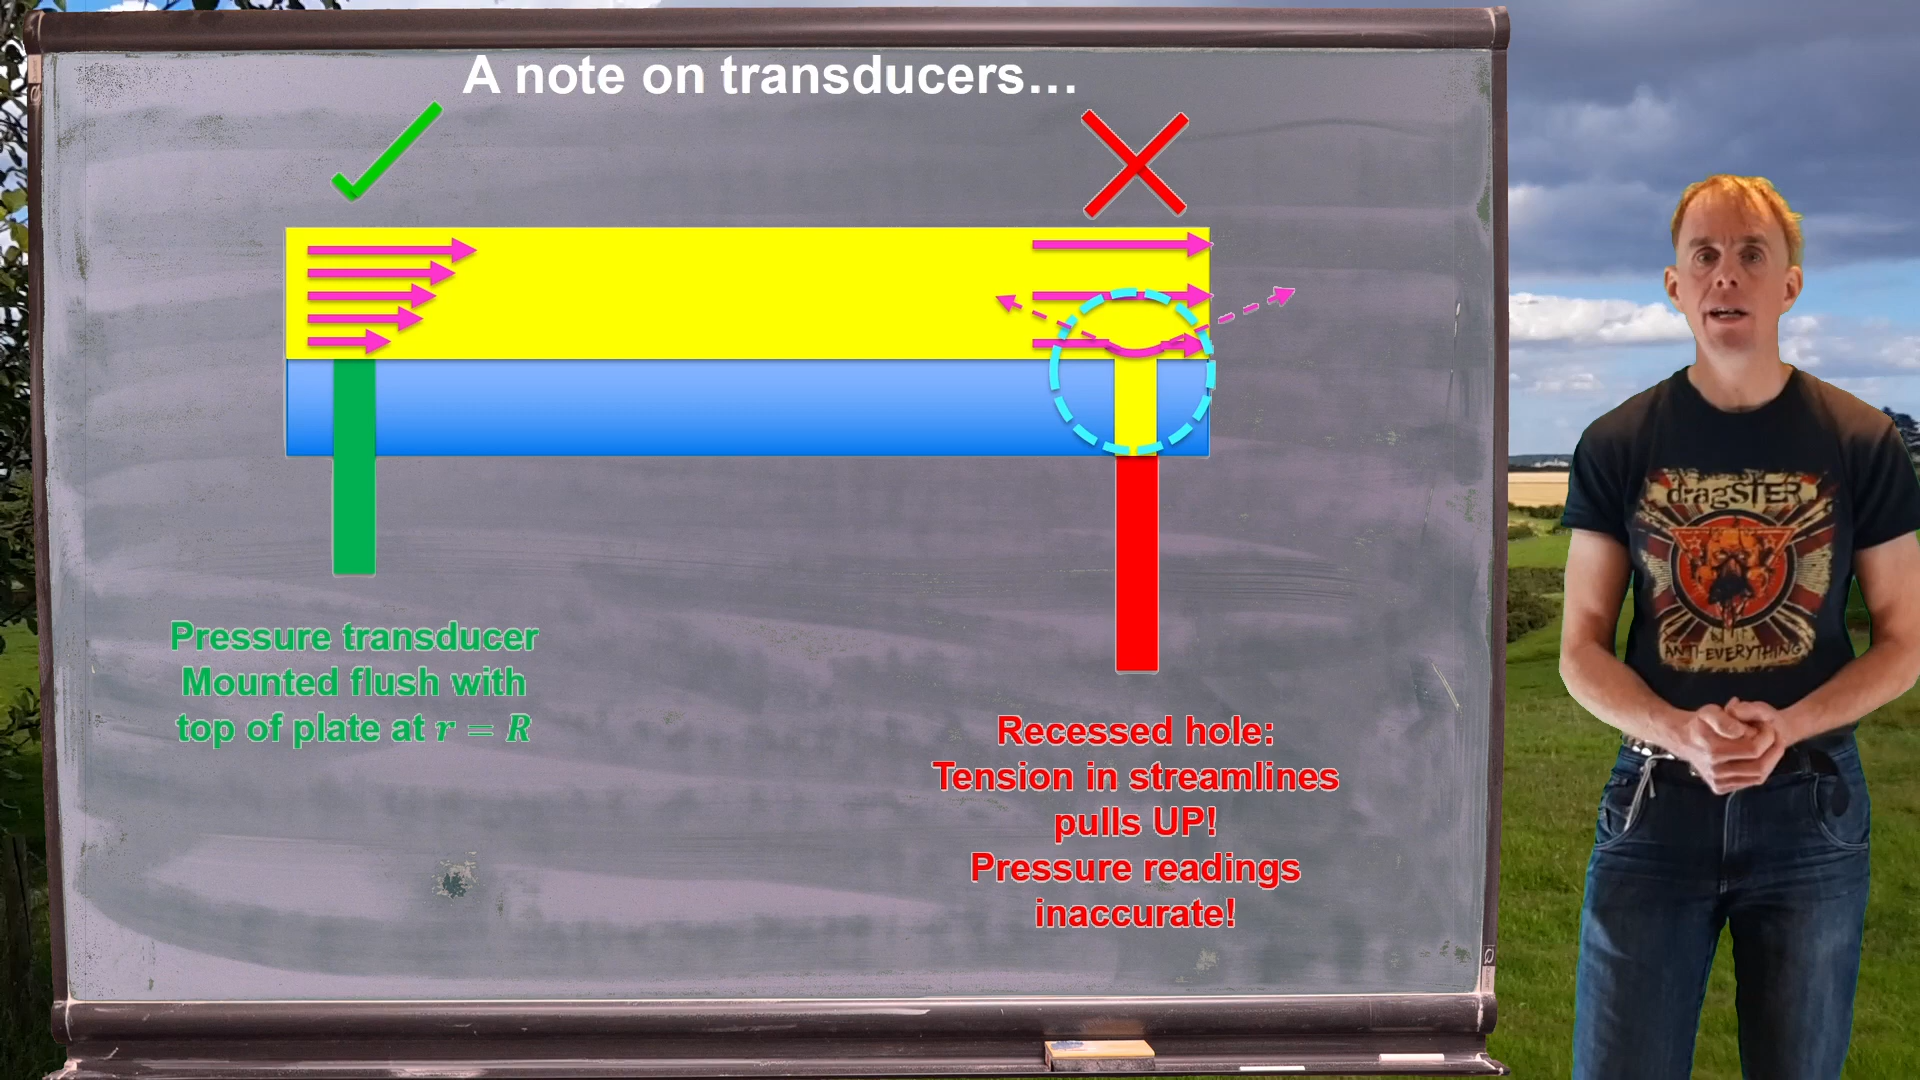 A note on transducers…
Pressure transducer
Mounted flush with
top of plate at r = R
Recessed hole:
Tension in streamlines
pulls UP!
Pressure readings
inaccurate!
dragSTER
ANTI-EVERYTHING